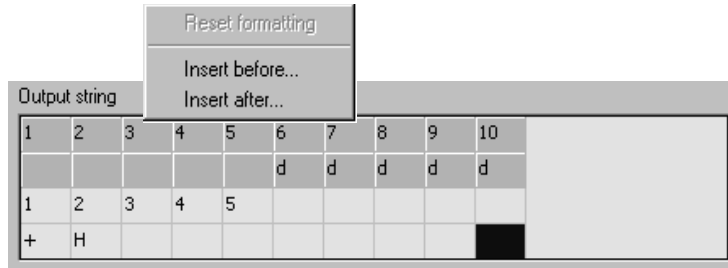 Reset formatting
Insert before...
Insert after...
Output string
1 2 3 4 5 6 7 8 9 10
d d d d d
1 2 3 4 5
+ H